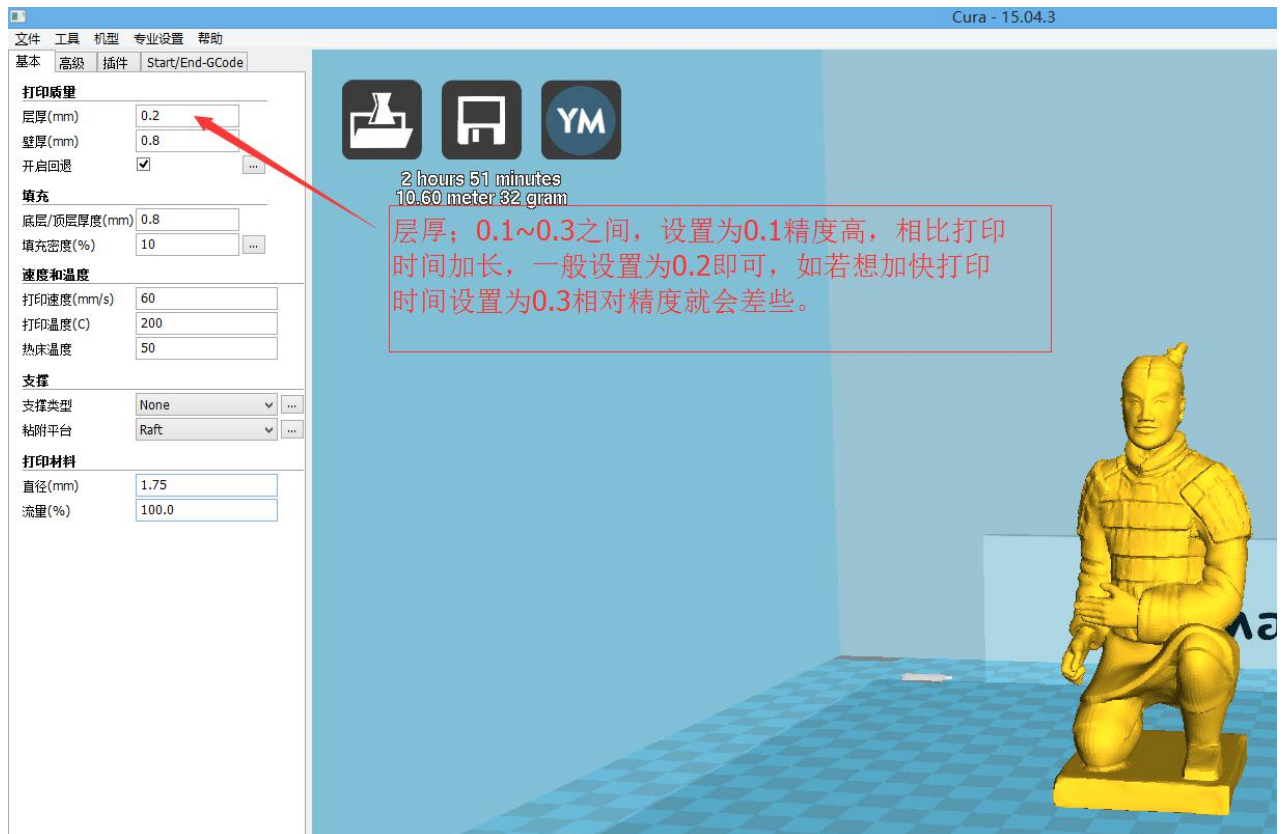 Cura - 15.04.3
文件 工具 机型 专业设置 帮助
基本 高级 插件 Start/End-GCode
打印质量
层厚(mm) 0.2
壁厚(mm) 0.8
开启回退 ...
填充
底层/顶层厚度(mm) 0.8
填充密度(%) 10 ...
速度和温度
打印速度(mm/s) 60
打印温度(C) 200
热床温度 50
支撑
支撑类型 None ...
粘附平台 Raft ...
打印材料
直径(mm) 1.75
流量(%) 100.0
YM
2 hours 51 minutes
10.60 meter 32 gram
层厚；0.1~0.3之间，设置为0.1精度高，相比打印
时间加长，一般设置为0.2即可，如若想加快打印
时间设置为0.3相对精度就会差些。